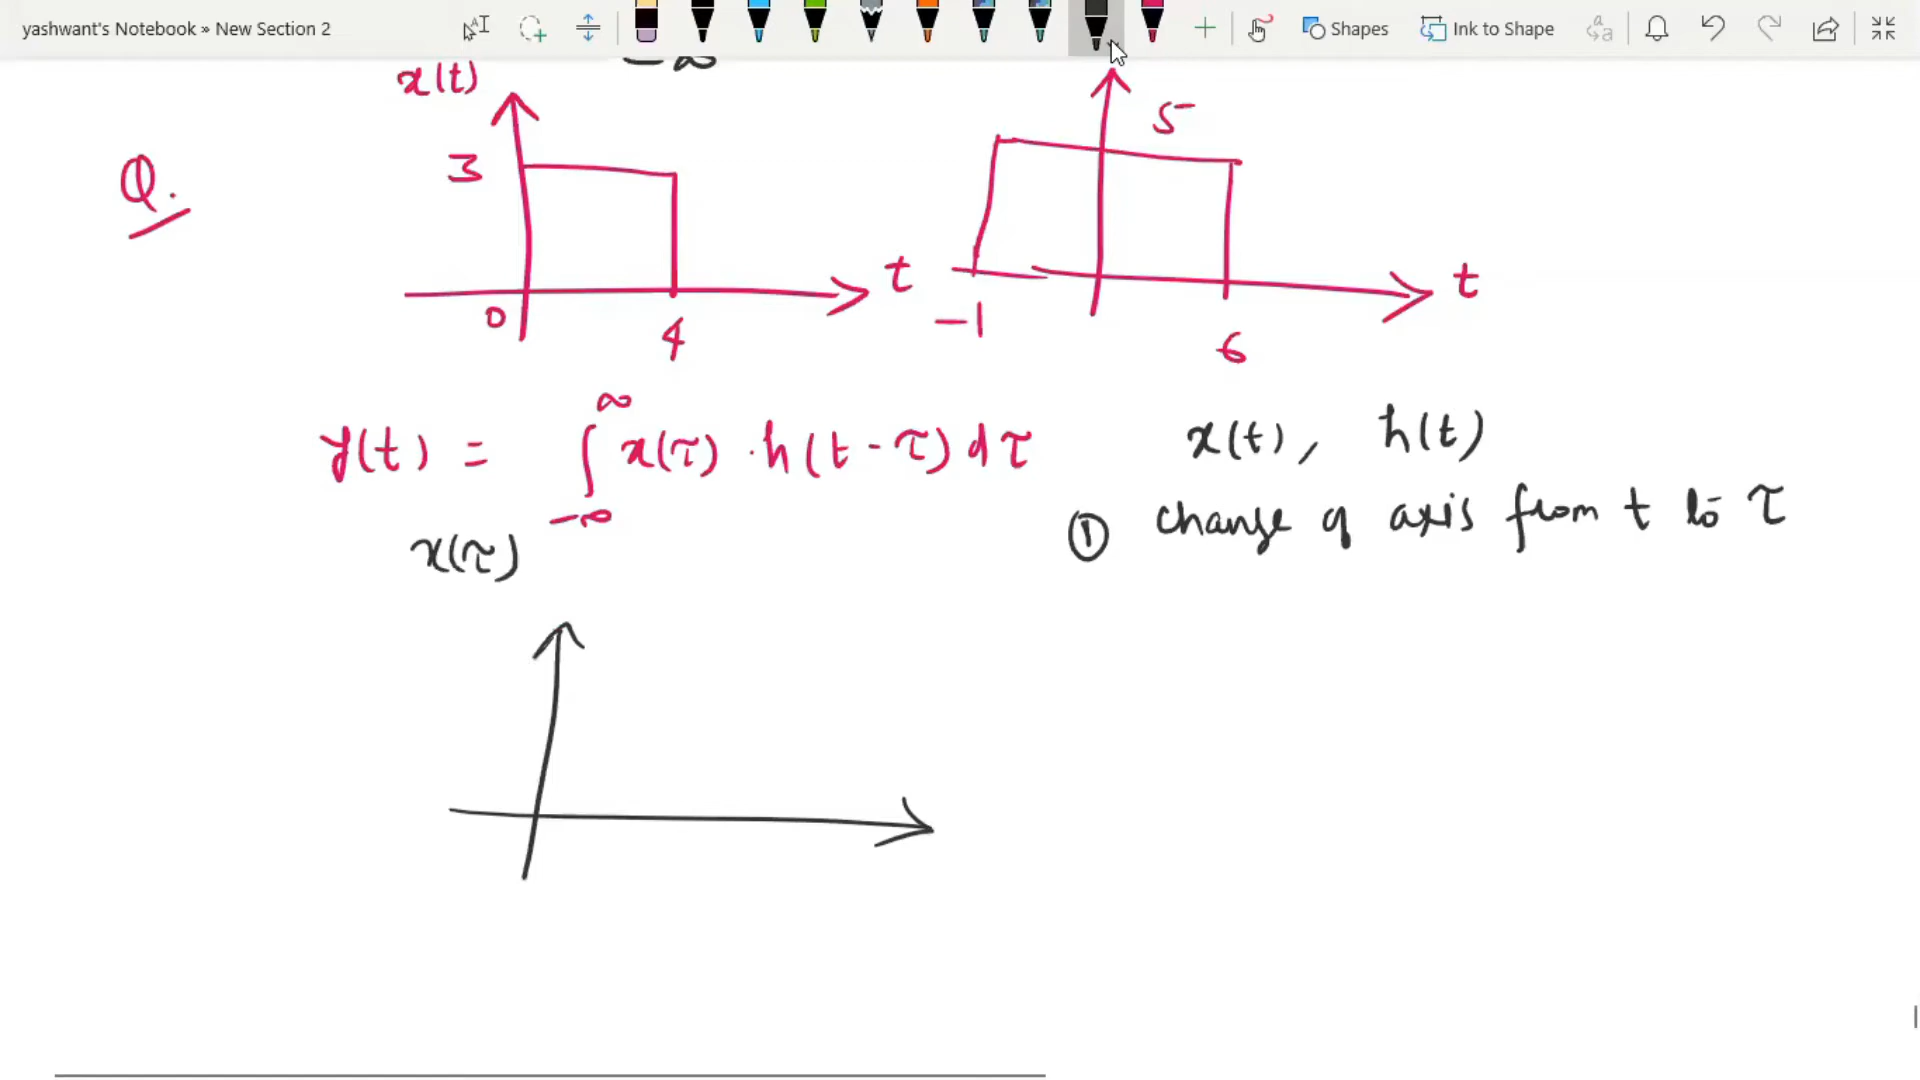 yashwant's Notebook » New Section 2
Shapes
Ink to Shape
-∞
x(t)
5
3
Q.
t
t
0
4
-1
6
y(t) = ∫ x(τ) · h(t - τ) dτ
∞
-∞
x(t), h(t)
① change of axis from t to τ
x(τ)